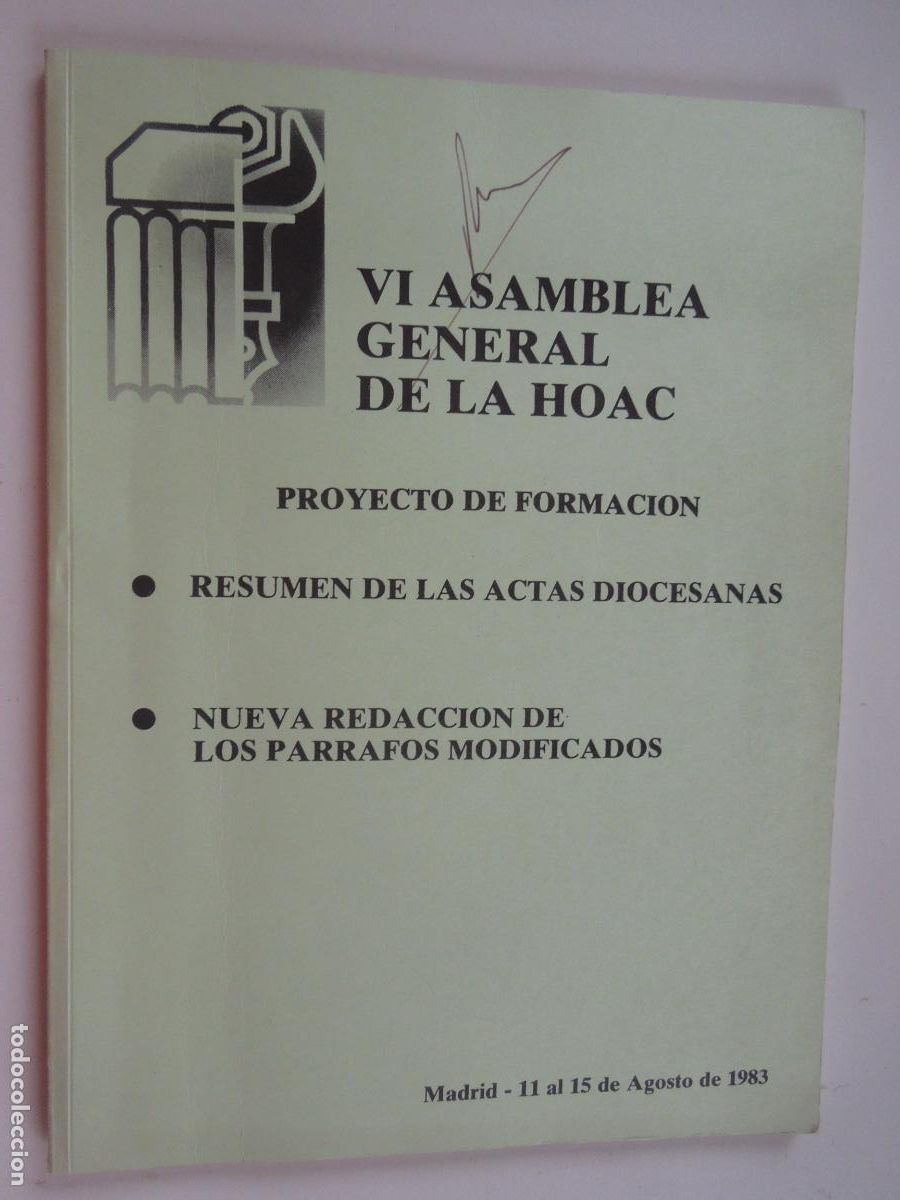 VI ASAMBLEA
GENERAL
DE LA HOAC
PROYECTO DE FORMACION
● RESUMEN DE LAS ACTAS DIOCESANAS
● NUEVA REDACCION DE
LOS PARRAFOS MODIFICADOS
Madrid - 11 al 15 de Agosto de 1983
todocoleccion